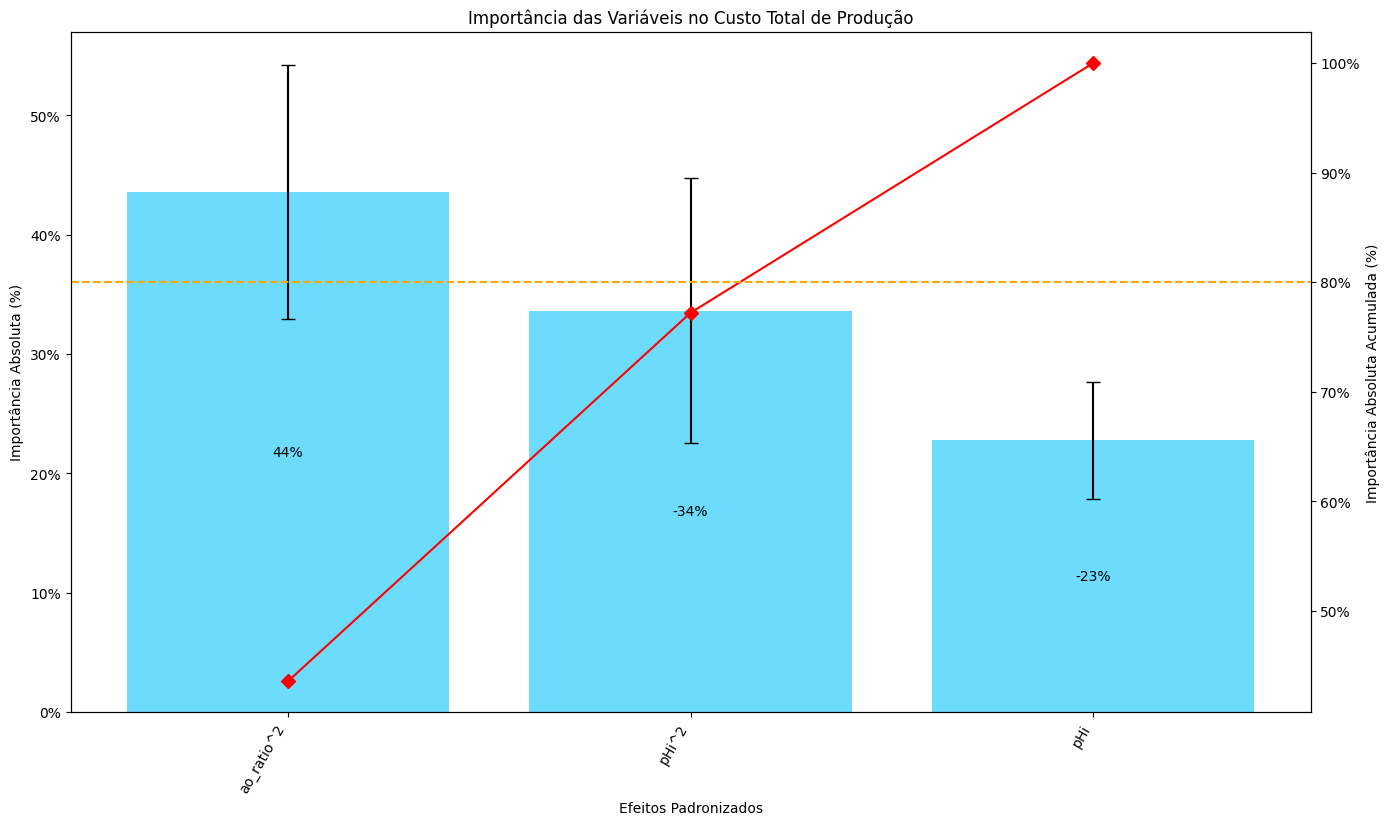 Importância das Variáveis no Custo Total de Produção
Importância Absoluta (%)
50%
40%
30%
20%
10%
0%
44%
-34%
-23%
100%
90%
80%
70%
60%
50%
Importância Absoluta Acumulada (%)
ao_ratio^2
pHi^2
pHi
Efeitos Padronizados